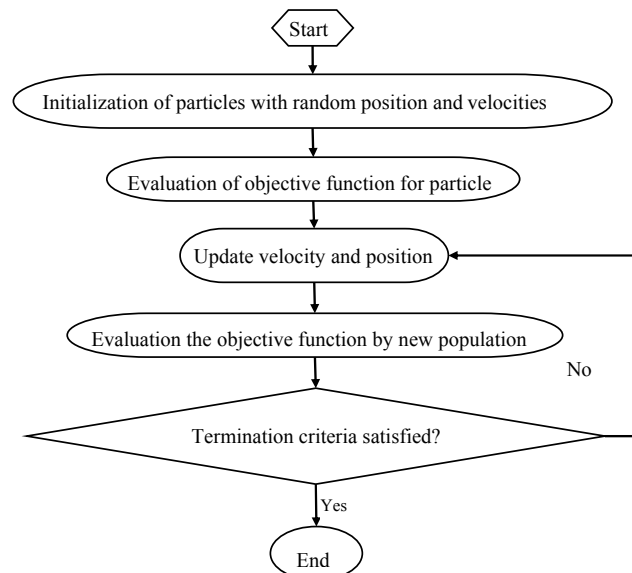 Start
Initialization of particles with random position and velocities
Evaluation of objective function for particle
Update velocity and position
Evaluation the objective function by new population
No
Termination criteria satisfied?
Yes
End